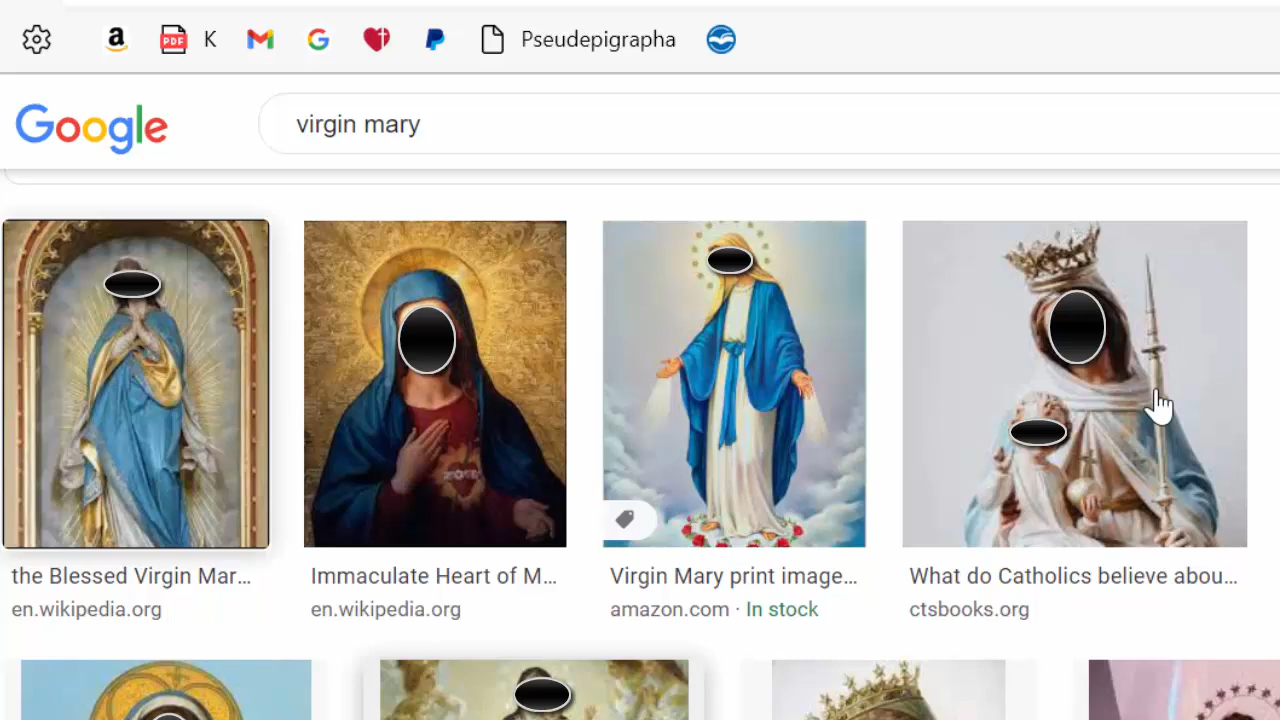 a PDF K Pseudepigrapha
Google virgin mary
the Blessed Virgin Mar...
en.wikipedia.org
Immaculate Heart of M...
en.wikipedia.org
Virgin Mary print image...
amazon.com · In stock
What do Catholics believe abou...
ctsbooks.org